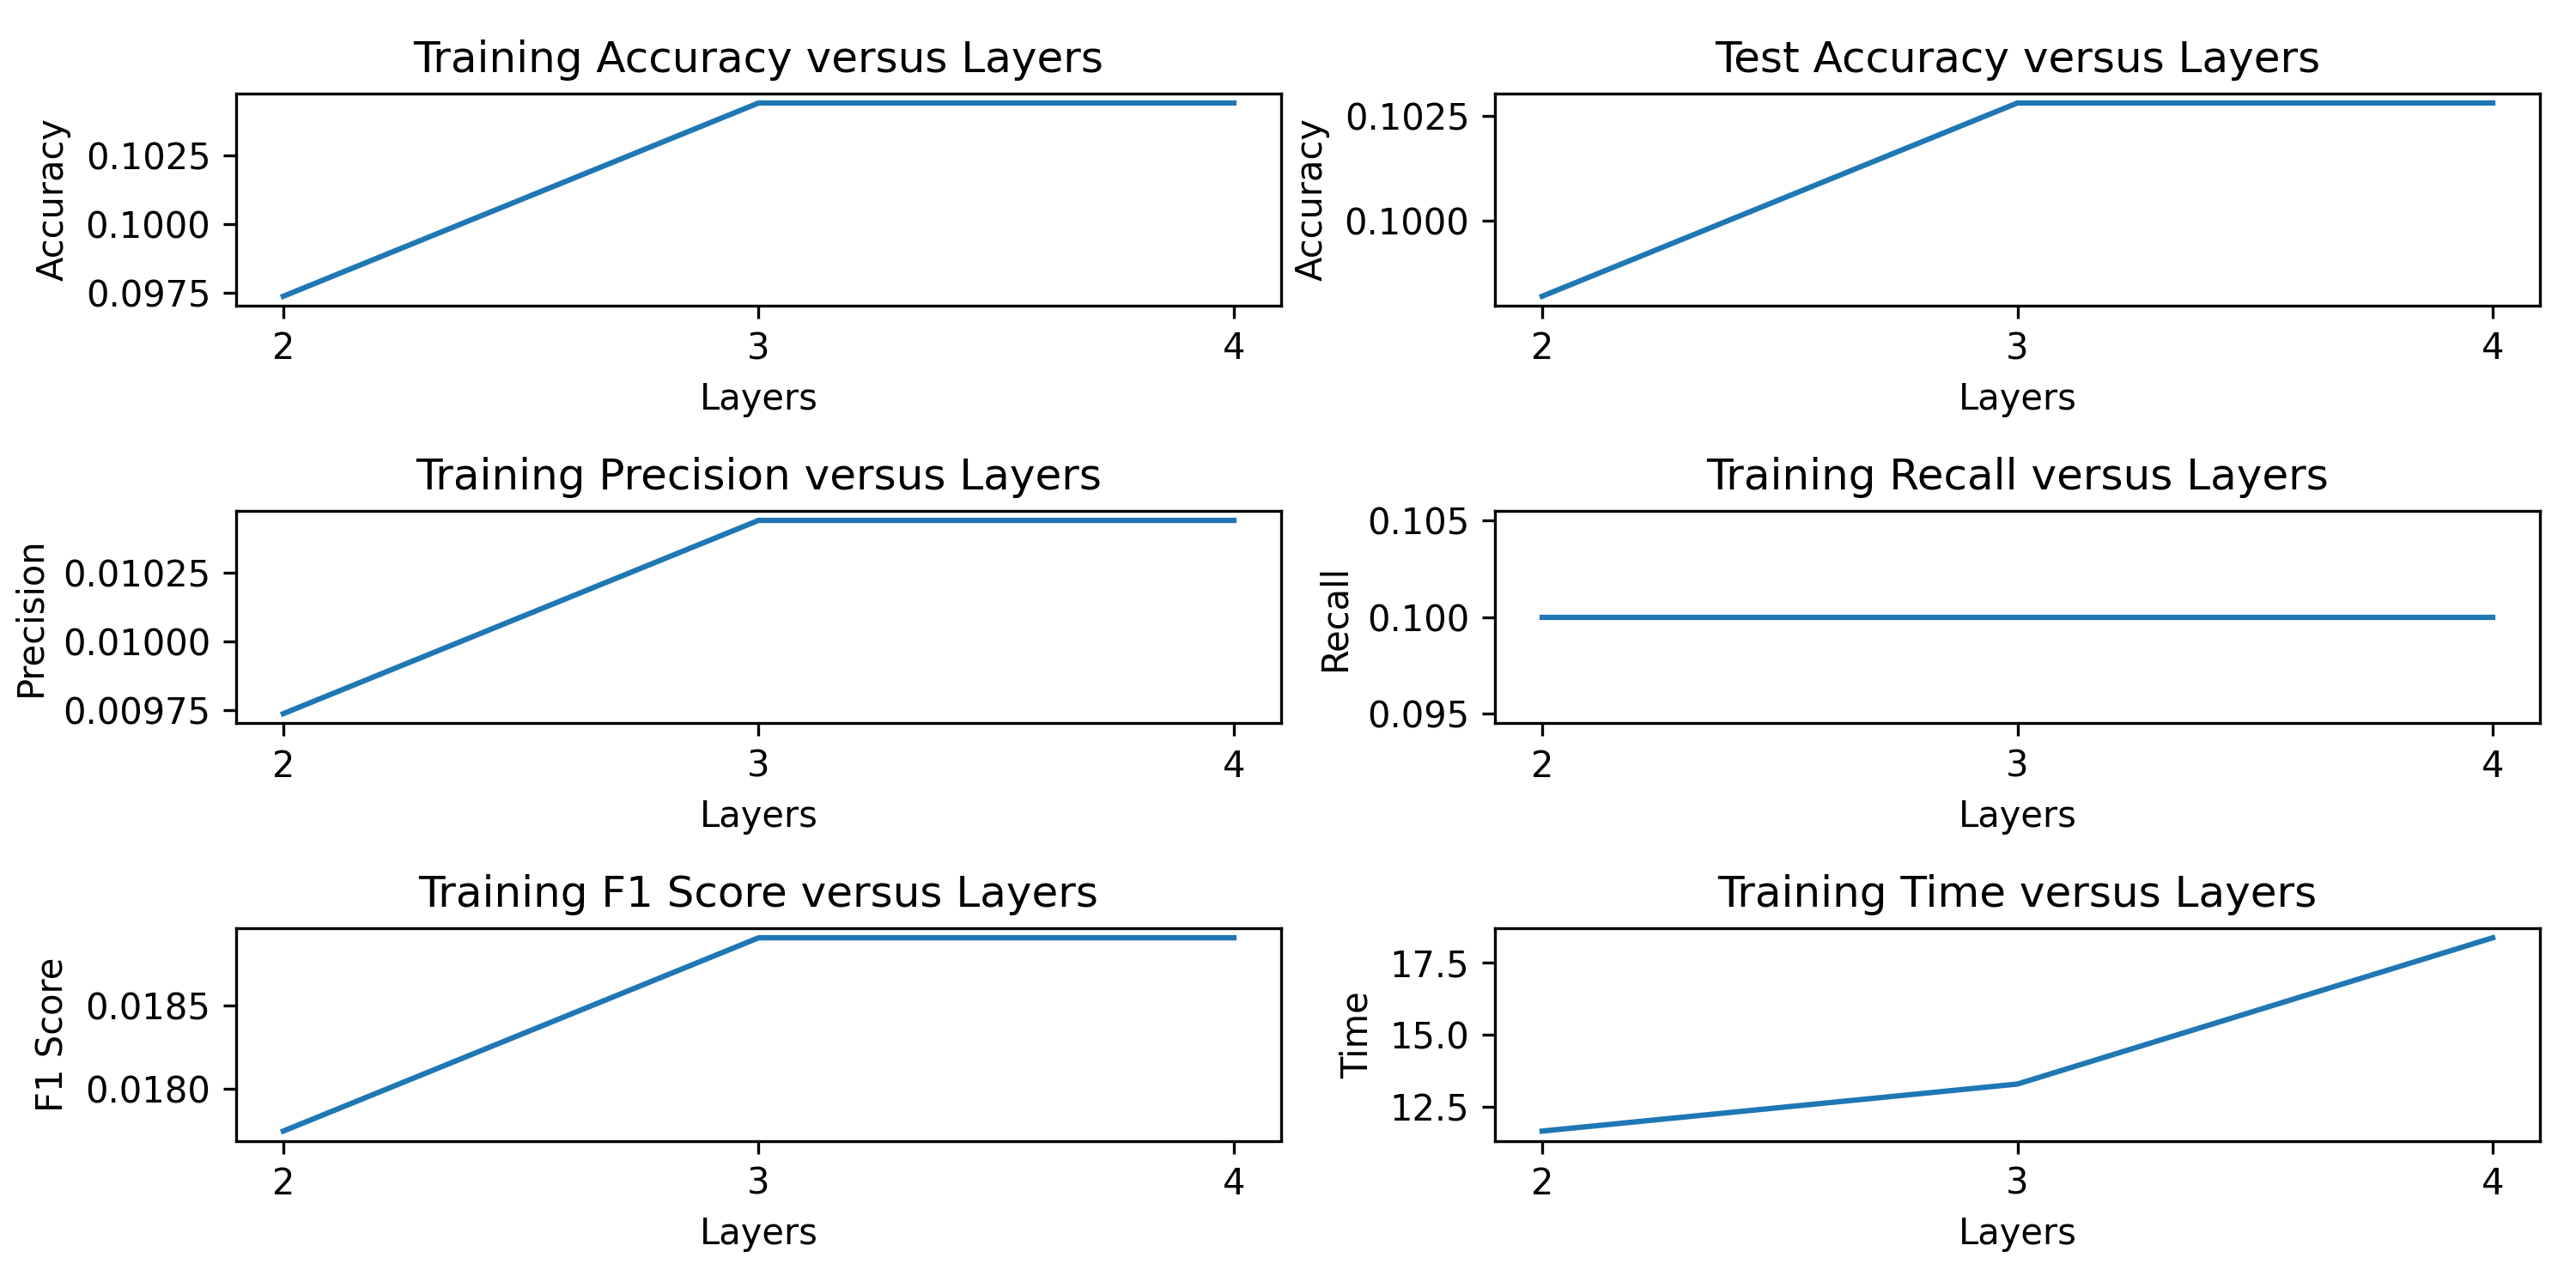 Training Accuracy versus Layers
Accuracy
0.1025
0.1000
0.0975
2 3 4
Layers
Test Accuracy versus Layers
Accuracy
0.1025
0.1000
2 3 4
Layers
Training Precision versus Layers
Precision
0.01025
0.01000
0.00975
2 3 4
Layers
Training Recall versus Layers
Recall
0.105
0.100
0.095
2 3 4
Layers
Training F1 Score versus Layers
F1 Score
0.0185
0.0180
2 3 4
Layers
Training Time versus Layers
Time
17.5
15.0
12.5
2 3 4
Layers